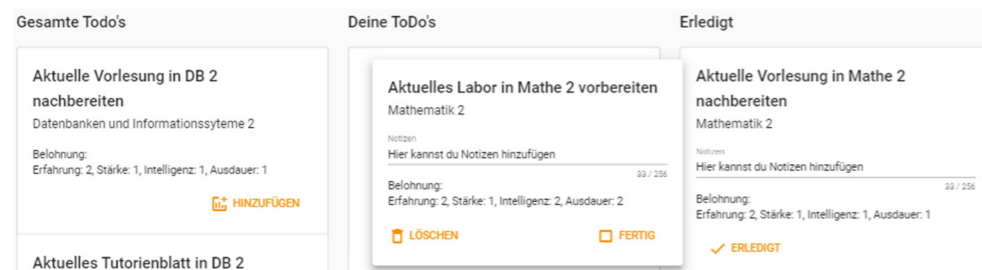 Gesamte Todo's
Aktuelle Vorlesung in DB 2
nachbereiten
Datenbanken und Informationssyteme 2
Belohnung:
Erfahrung: 2, Stärke: 1, Intelligenz: 1, Ausdauer: 1
HINZUFÜGEN
Aktuelles Tutorienblatt in DB 2
Deine ToDo's
Aktuelles Labor in Mathe 2 vorbereiten
Mathematik 2
Notizen
Hier kannst du Notizen hinzufügen
33 / 256
Belohnung:
Erfahrung: 2, Stärke: 1, Intelligenz: 2, Ausdauer: 2
LÖSCHEN
FERTIG
Erledigt
Aktuelle Vorlesung in Mathe 2
nachbereiten
Mathematik 2
Notizen
Hier kannst du Notizen hinzufügen
33 / 256
Belohnung:
Erfahrung: 2, Stärke: 1, Intelligenz: 1, Ausdauer: 1
ERLEDIGT